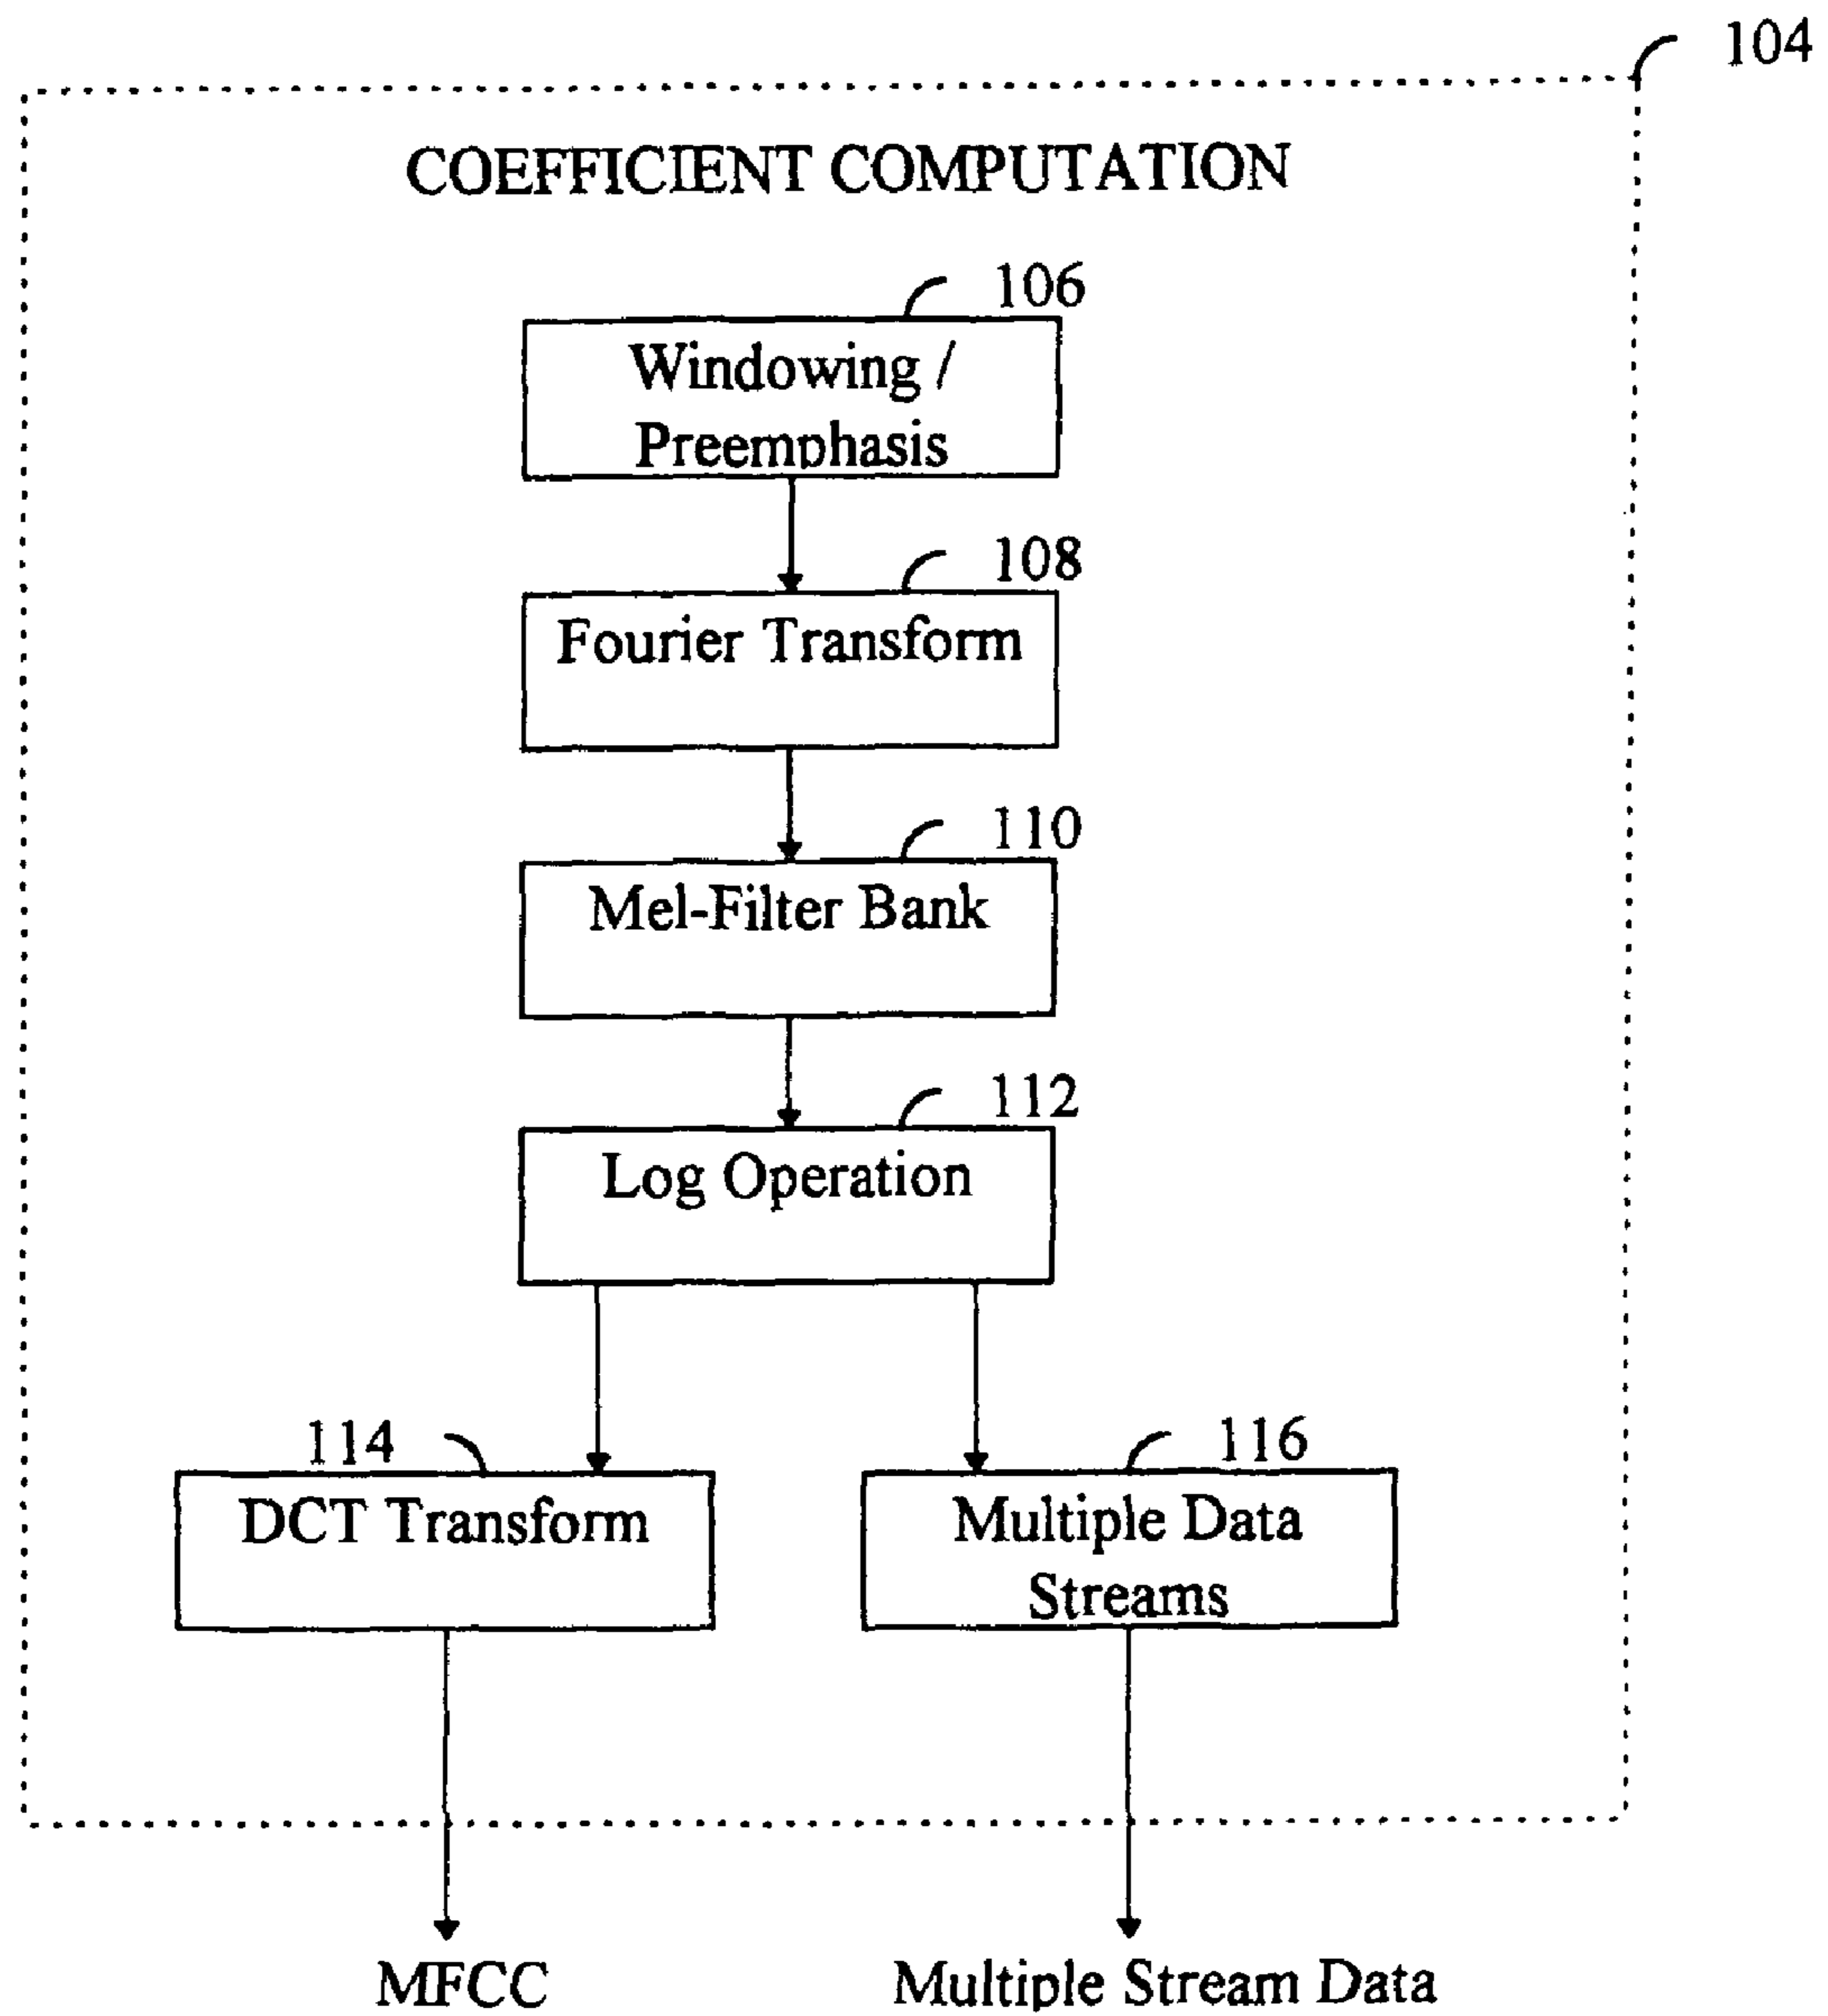 104
COEFFICIENT COMPUTATION
106
Windowing /
Preemphasis
108
Fourier Transform
110
Mel-Filter Bank
112
Log Operation
114
DCT Transform
116
Multiple Data
Streams
MFCC
Multiple Stream Data